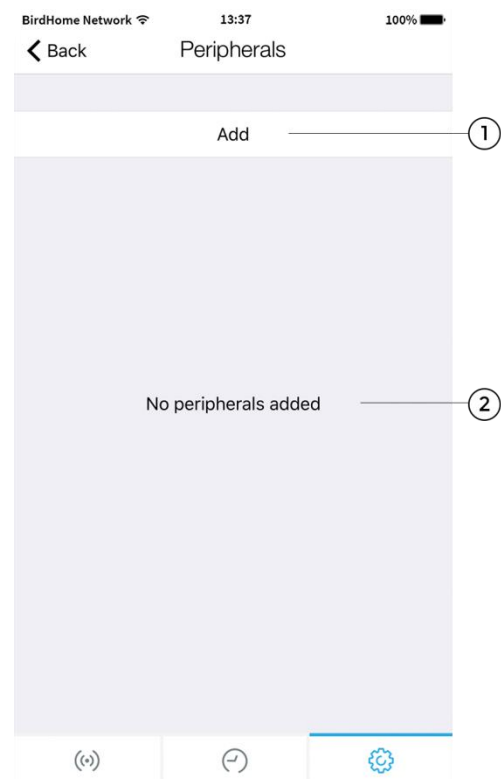 BirdHome Network 13:37 100%
Back Peripherals
Add 1
No peripherals added 2